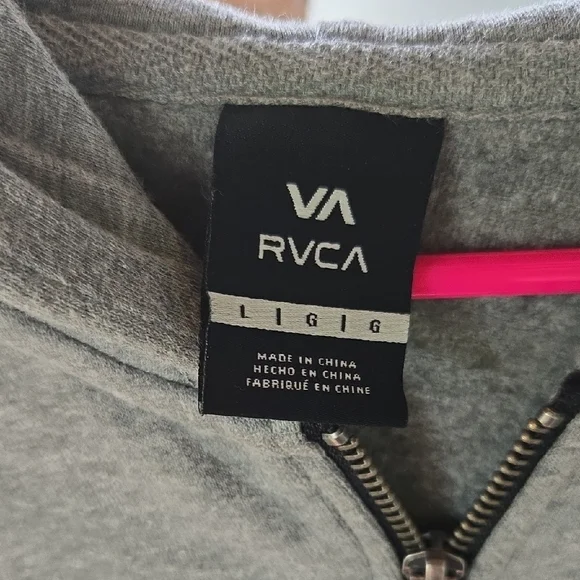 VA
RVCA
L | G | G
MADE IN CHINA
HECHO EN CHINA
FABRIQUÉ EN CHINE